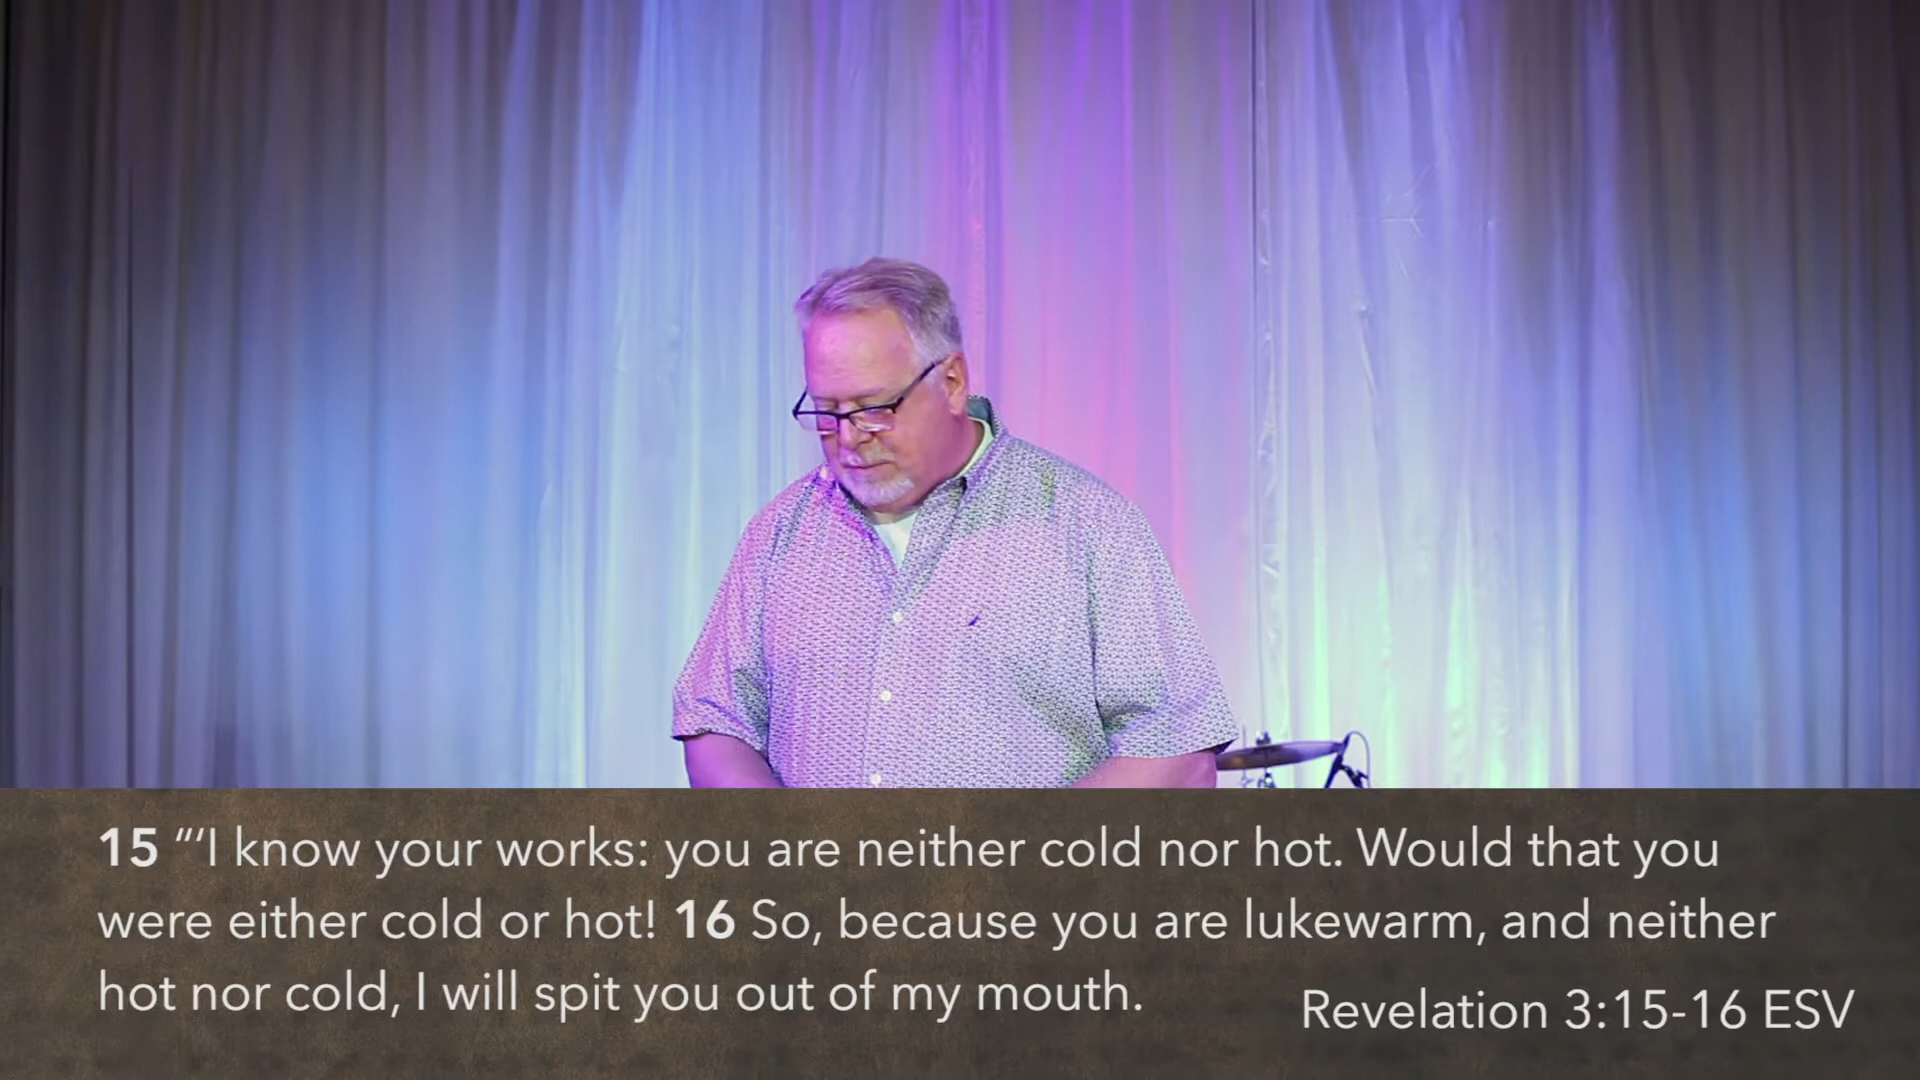 15 “‘I know your works: you are neither cold nor hot. Would that you
were either cold or hot! 16 So, because you are lukewarm, and neither
hot nor cold, I will spit you out of my mouth.
Revelation 3:15-16 ESV